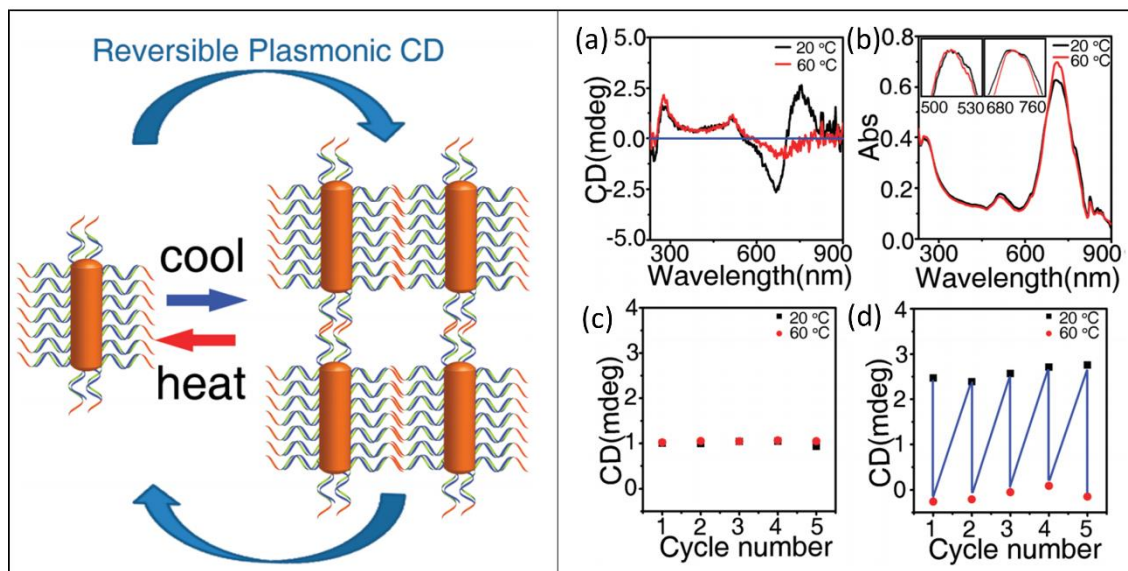 Reversible Plasmonic CD
cool
heat
(a)
5.0
2.5
0.0
-2.5
-5.0
CD(mdeg)
20 °C
60 °C
300
600
900
Wavelength(nm)
(b)
0.8
0.6
0.4
0.2
0.0
Abs
20 °C
60 °C
500 530 680 760
300
600
900
Wavelength(nm)
(c)
4
3
2
1
0
CD(mdeg)
20 °C
60 °C
1 2 3 4 5
Cycle number
(d)
4
3
2
1
0
CD(mdeg)
20 °C
60 °C
1 2 3 4 5
Cycle number